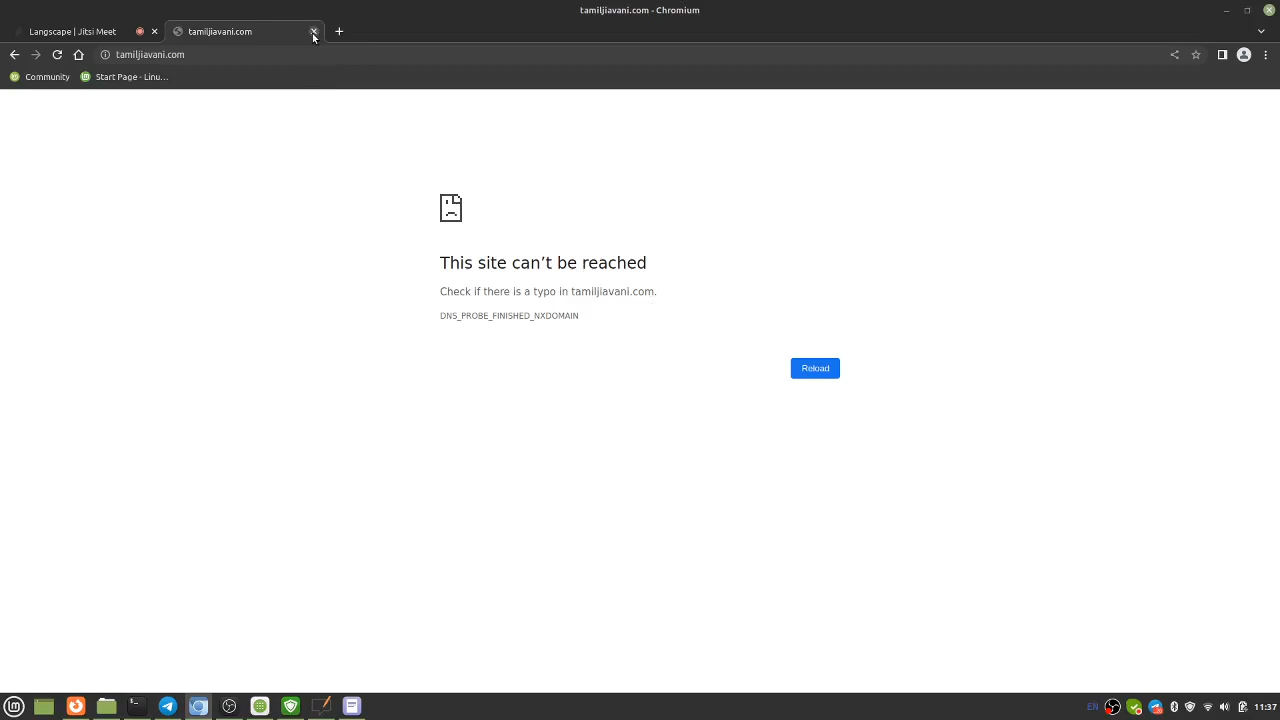 tamiljiavani.com - Chromium
Langscape | Jitsi Meet
tamiljiavani.com
tamiljiavani.com
Community
Start Page - Linu...
This site can’t be reached
Check if there is a typo in tamiljiavani.com.
DNS_PROBE_FINISHED_NXDOMAIN
Reload
EN
11:37